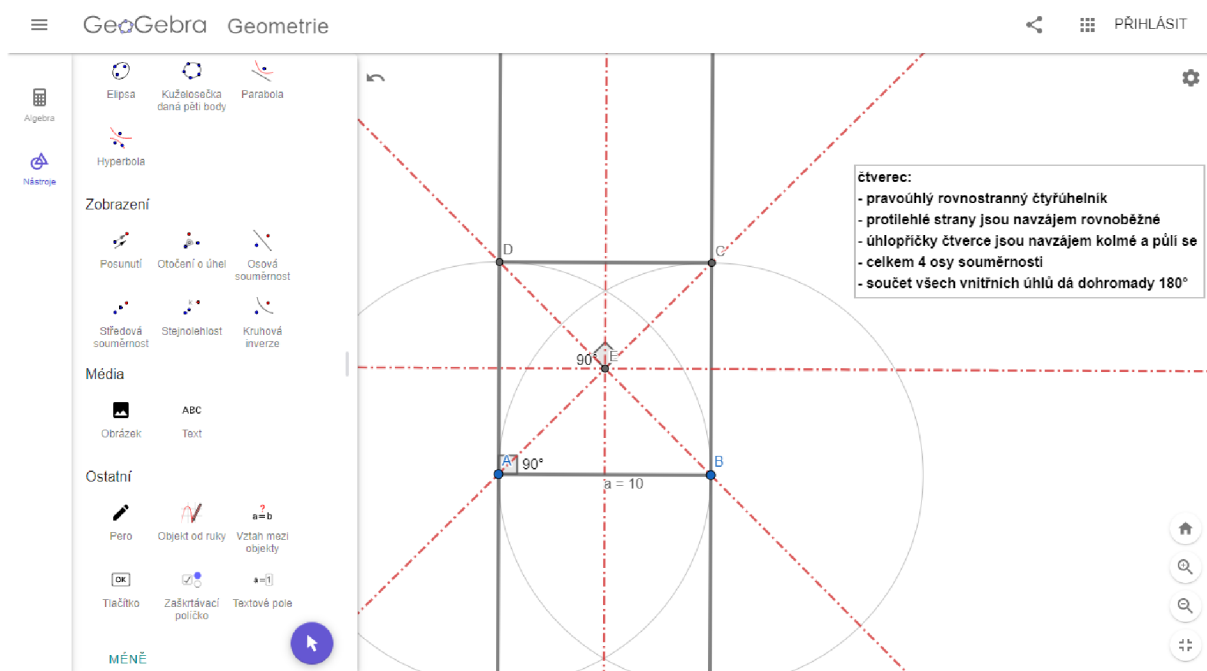 GeoGebra Geometrie
PŘIHLÁSIT
Algebra
Nástroje
Elipsa
Kuželosečka
daná pěti body
Parabola
Hyperbola
Zobrazení
Posunutí
Otočení o úhel
Osová
souměrnost
Středová
souměrnost
Stejnolehlost
Kruhová
inverze
Média
Obrázek
ABC
Text
Ostatní
Pero
Objekt od ruky
?
a=b
Vztah mezi
objekty
OK
Tlačítko
Zaškrtávací
políčko
a=1
Textové pole
MÉNĚ
D
C
90°
E
A
90°
B
a = 10
čtverec:
- pravoúhlý rovnostranný čtyřúhelník
- protilehlé strany jsou navzájem rovnoběžné
- úhlopříčky čtverce jsou navzájem kolmé a půlí se
- celkem 4 osy souměrnosti
- součet všech vnitřních úhlů dá dohromady 180°